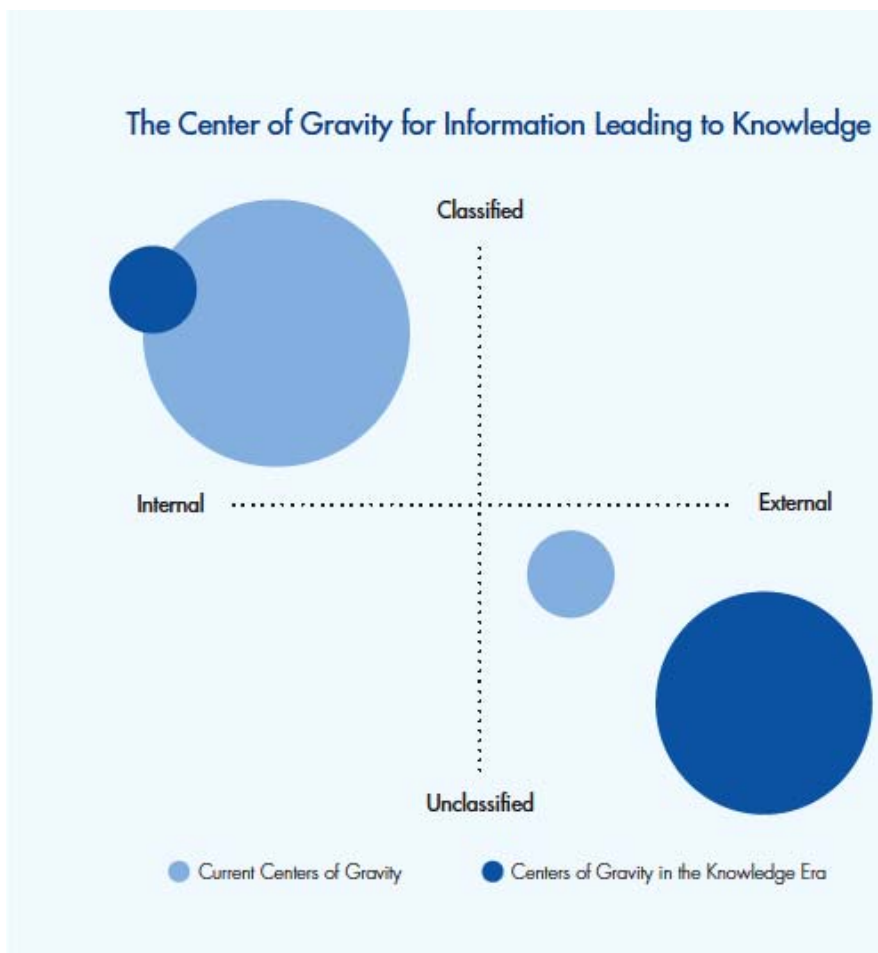 The Center of Gravity for Information Leading to Knowledge
Classified
Internal
External
Unclassified
Current Centers of Gravity
Centers of Gravity in the Knowledge Era